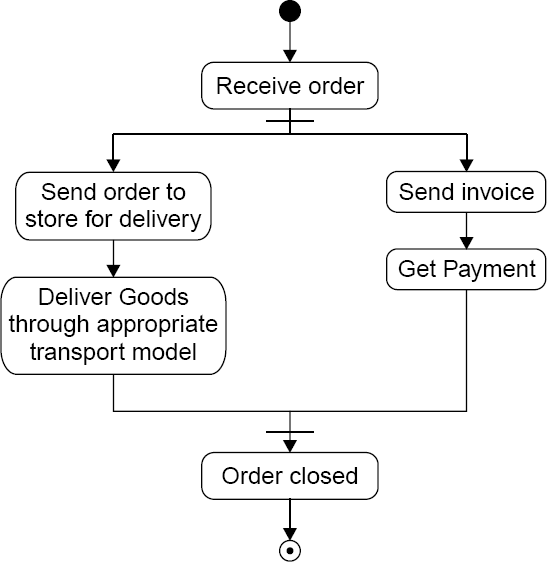 Receive order
Send order to
store for delivery
Send invoice
Get Payment
Deliver Goods
through appropriate
transport model
Order closed